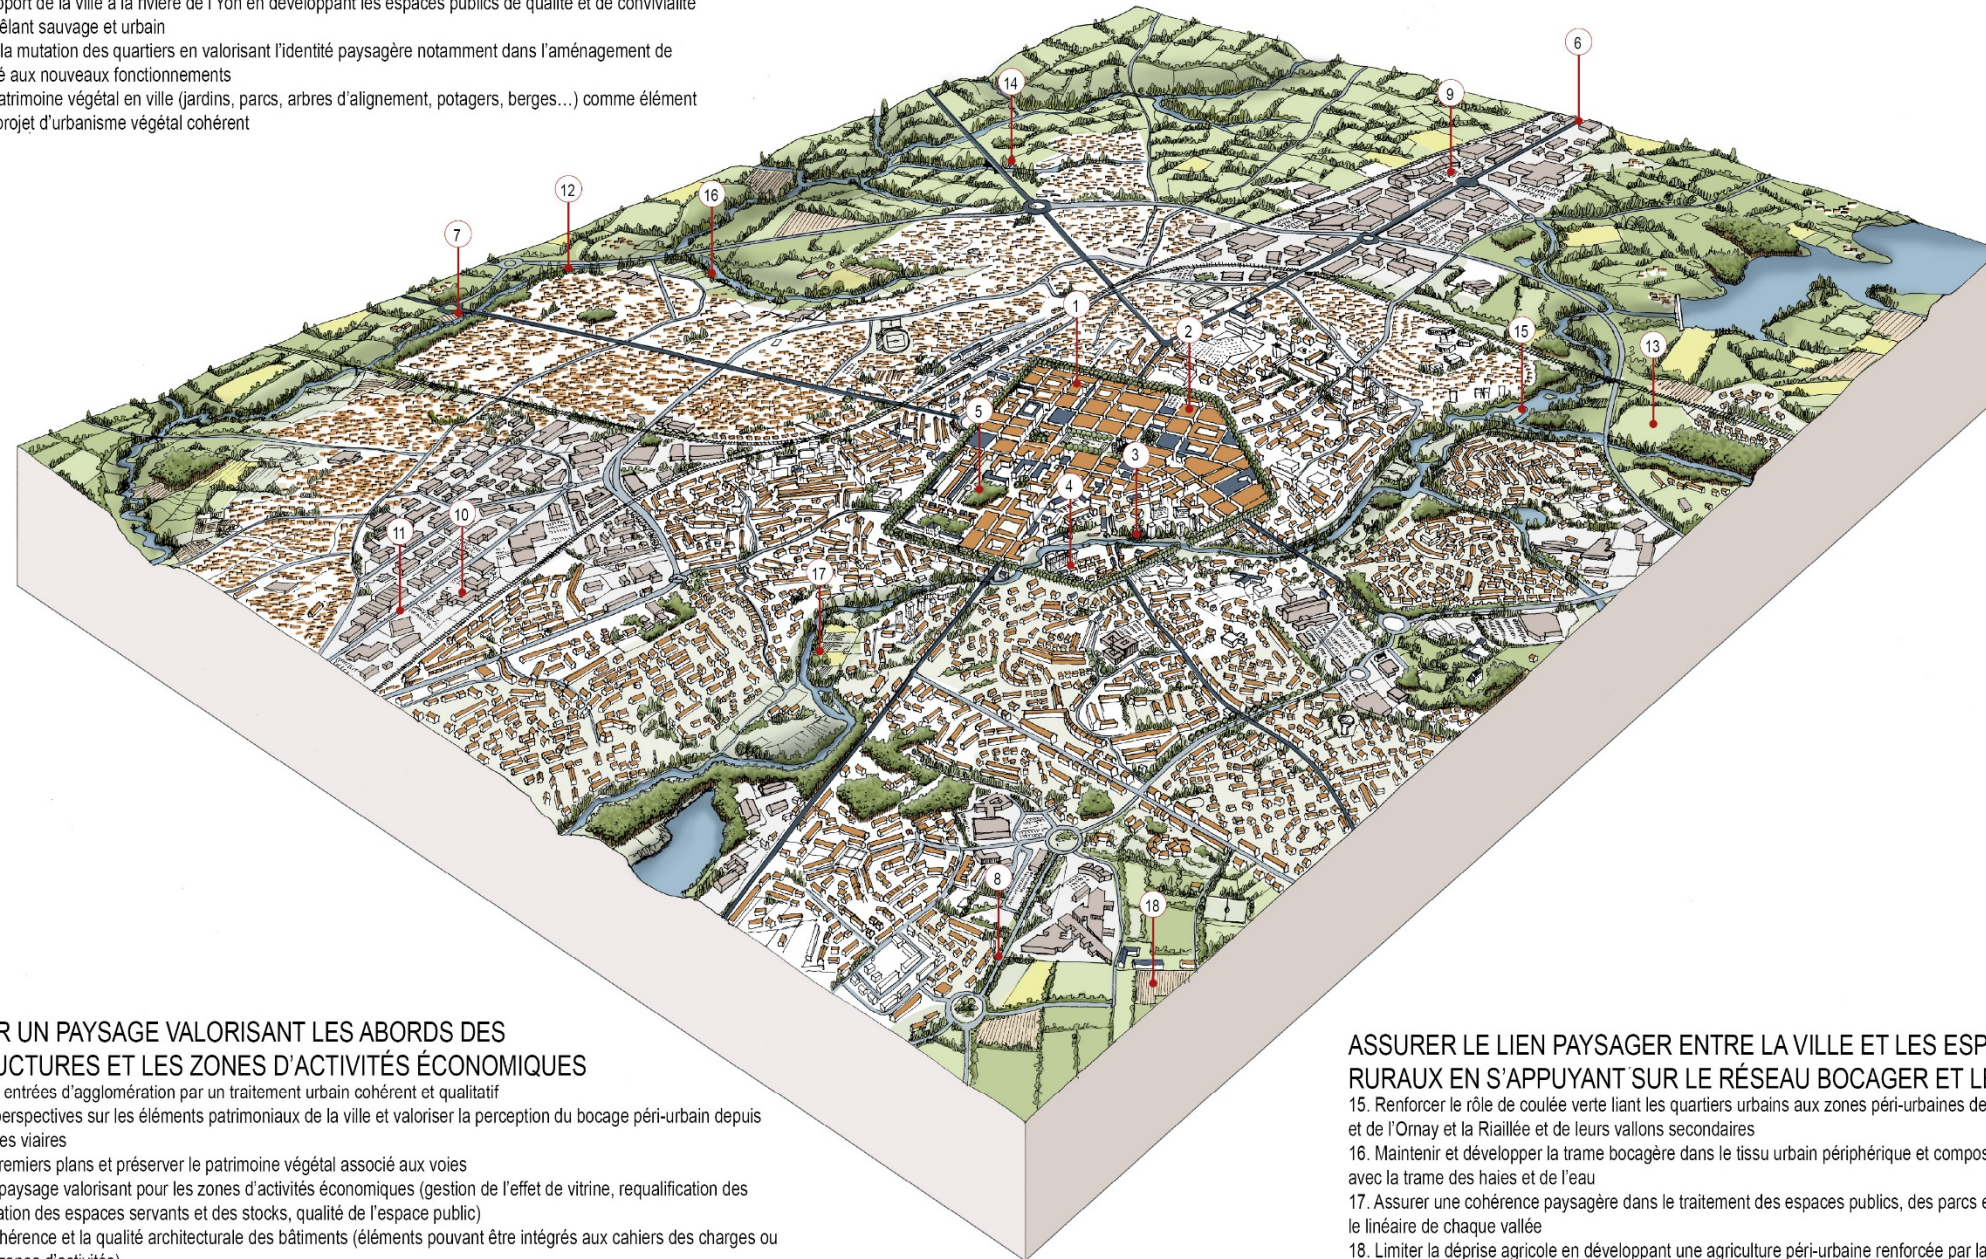 pport de la ville à la rivière de l'Yon en développant les espaces publics de qualité et de convivialité
êlant sauvage et urbain
la mutation des quartiers en valorisant l'identité paysagère notamment dans l'aménagement de
é aux nouveaux fonctionnements
atrimoine végétal en ville (jardins, parcs, arbres d'alignement, potagers, berges...) comme élément
projet d'urbanisme végétal cohérent
6
14
9
12
16
7
1
2
15
13
5
3
4
10
11
17
8
18
R UN PAYSAGE VALORISANT LES ABORDS DES
UCTURES ET LES ZONES D'ACTIVITÉS ÉCONOMIQUES
entrées d'agglomération par un traitement urbain cohérent et qualitatif
perspectives sur les éléments patrimoniaux de la ville et valoriser la perception du bocage péri-urbain depuis
es viaires
remiers plans et préserver le patrimoine végétal associé aux voies
paysage valorisant pour les zones d'activités économiques (gestion de l'effet de vitrine, requalification des
ation des espaces servants et des stocks, qualité de l'espace public)
hérence et la qualité architecturale des bâtiments (éléments pouvant être intégrés aux cahiers des charges ou
ASSURER LE LIEN PAYSAGER ENTRE LA VILLE ET LES ESP
RURAUX EN S'APPUYANT SUR LE RÉSEAU BOCAGER ET LE
15. Renforcer le rôle de coulée verte liant les quartiers urbains aux zones péri-urbaines de
et de l'Ornay et la Riaillée et de leurs vallons secondaires
16. Maintenir et développer la trame bocagère dans le tissu urbain périphérique et compos
avec la trame des haies et de l'eau
17. Assurer une cohérence paysagère dans le traitement des espaces publics, des parcs e
le linéaire de chaque vallée
18. Limiter la déprise agricole en développant une agriculture péri-urbaine renforcée par la